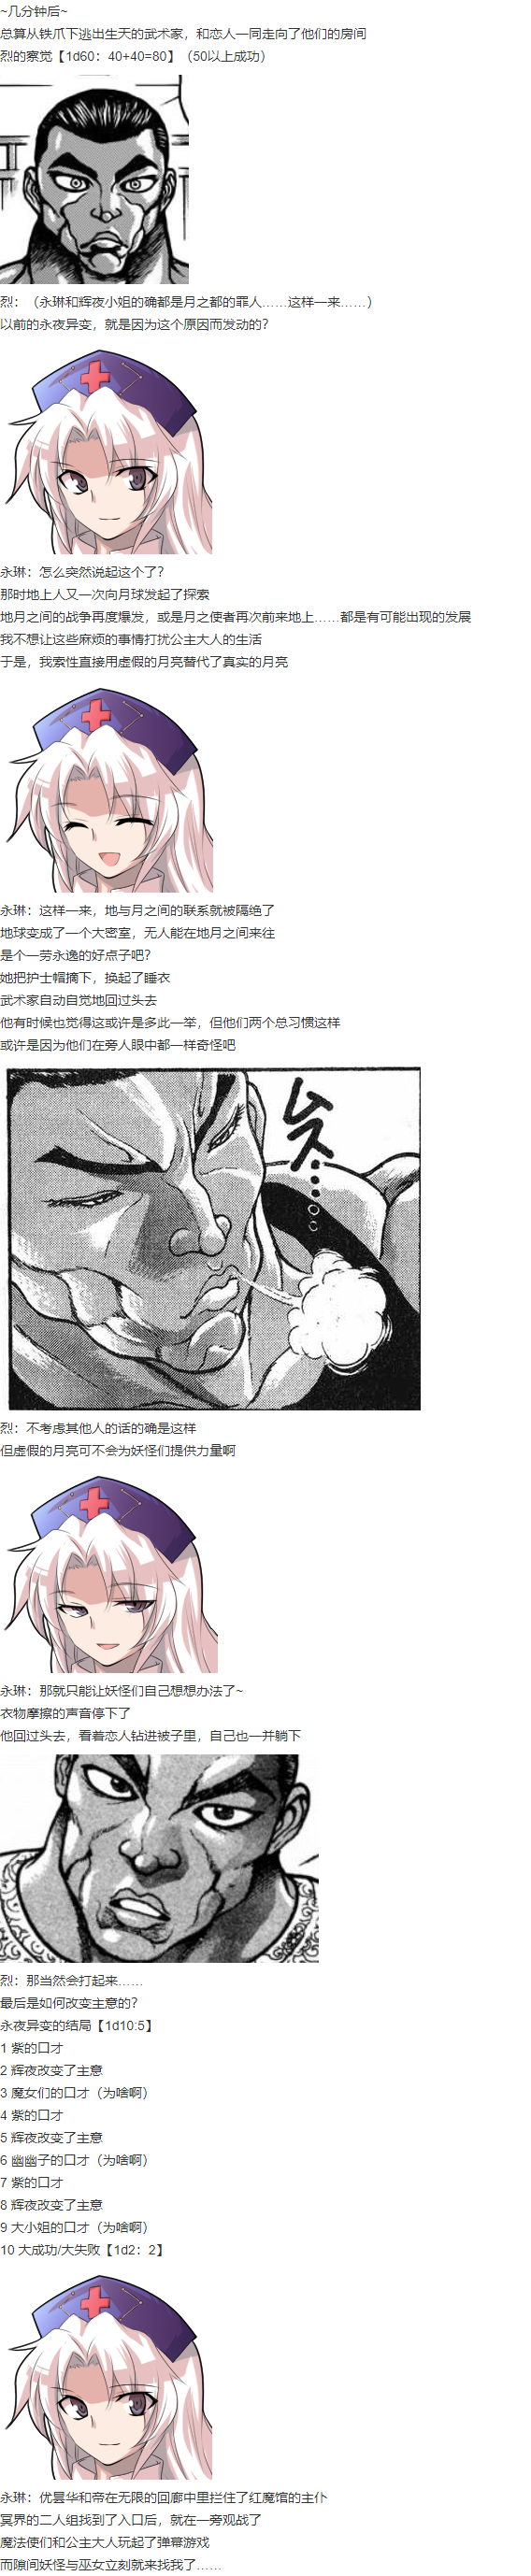 ~几分钟后~
总算从铁爪下逃出生天的武术家，和恋人一同走向了他们的房间
烈的察觉【1d60：40+40=80】（50以上成功）
烈：（永琳和辉夜小姐的确都是月之都的罪人……这样一来……）
以前的永夜异变，就是因为这个原因而发动的？
永琳：怎么突然说起这个了？
那时地上人又一次向月球发起了探索
地月之间的战争再度爆发，或是月之使者再次前来地上……都是有可能出现的发展
我不想让这些麻烦的事情打扰公主大人的生活
于是，我索性直接用虚假的月亮替代了真实的月亮
永琳：这样一来，地与月之间的联系就被隔绝了
地球变成了一个大密室，无人能在地月之间来往
是个一劳永逸的好点子吧？
她把护士帽摘下，换起了睡衣
武术家自动自觉地回过头去
他有时候也觉得这或许是多此一举，但他们两个总习惯这样
或许是因为他们在旁人眼中都一样奇怪吧
ムス…
烈：不考虑其他人的话的确是这样
但虚假的月亮可不会为妖怪们提供力量啊
永琳：那就只能让妖怪们自己想想办法了~
衣物摩擦的声音停下了
他回过头去，看着恋人钻进被子里，自己也一并躺下
烈：那当然会打起来……
最后是如何改变主意的？
永夜异变的结局【1d10:5】
1 紫的口才
2 辉夜改变了主意
3 魔女们的口才（为啥啊）
4 紫的口才
5 辉夜改变了主意
6 幽幽子的口才（为啥啊）
7 紫的口才
8 辉夜改变了主意
9 大小姐的口才（为啥啊）
10 大成功/大失败【1d2：2】
永琳：优昙华和帝在无限的回廊中里拦住了红魔馆的主仆
冥界的二人组找到了入口后，就在一旁观战了
魔法使们和公主大人玩起了弹幕游戏
而隙间妖怪与巫女立刻就来找我了……